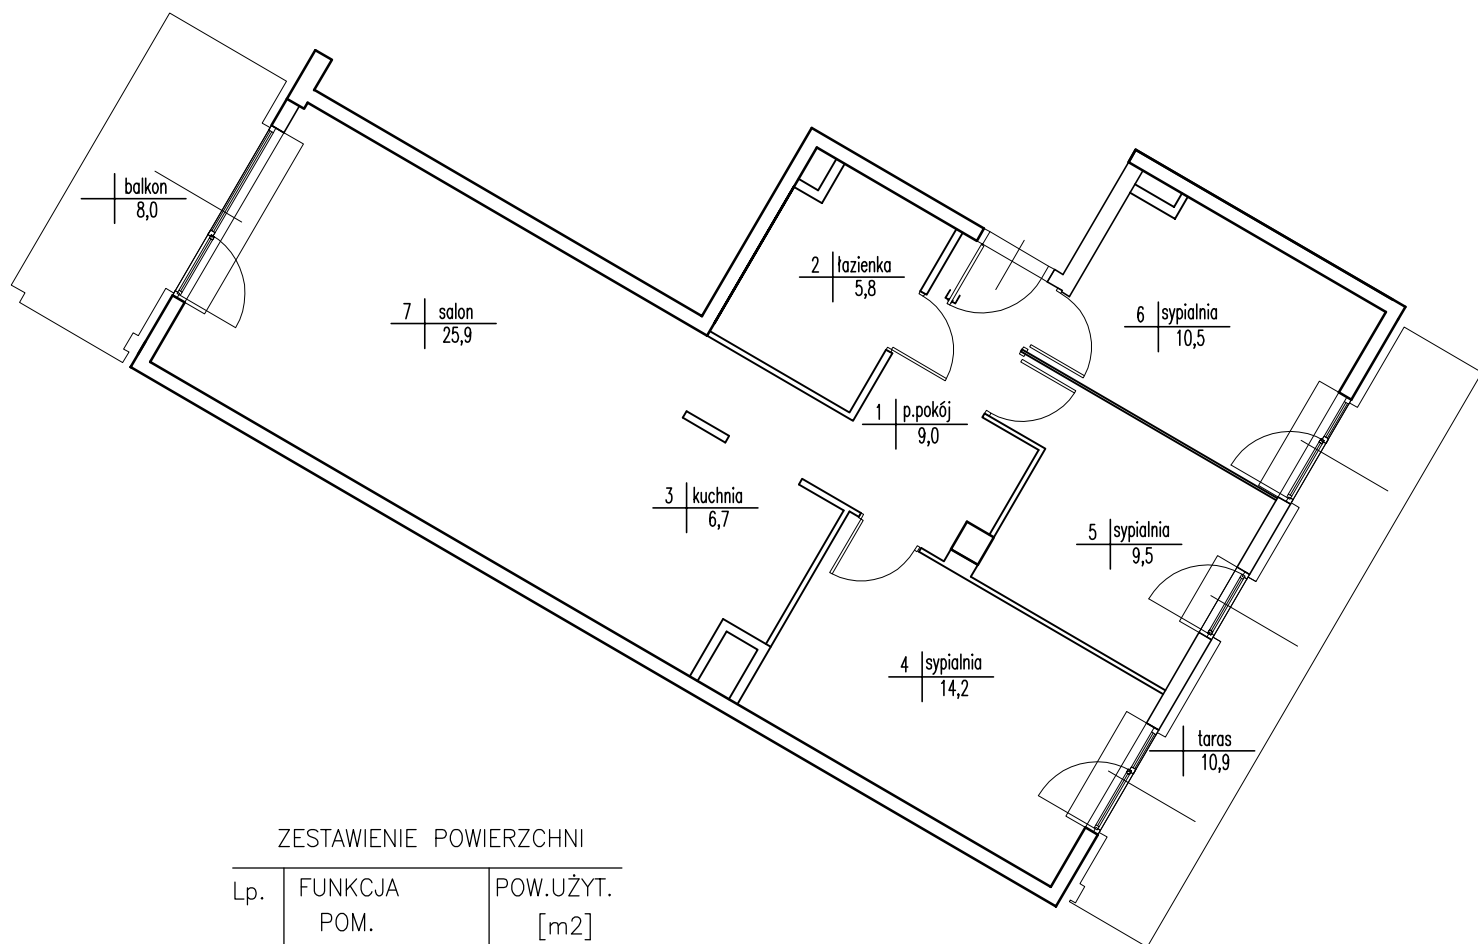 balkon
8,0
7 salon
25,9
2 łazienka
5,8
6 sypialnia
10,5
1 p.pokój
9,0
3 kuchnia
6,7
5 sypialnia
9,5
4 sypialnia
14,2
taras
10,9
ZESTAWIENIE POWIERZCHNI
Lp. FUNKCJA POW.UŻYT.
POM. [m2]